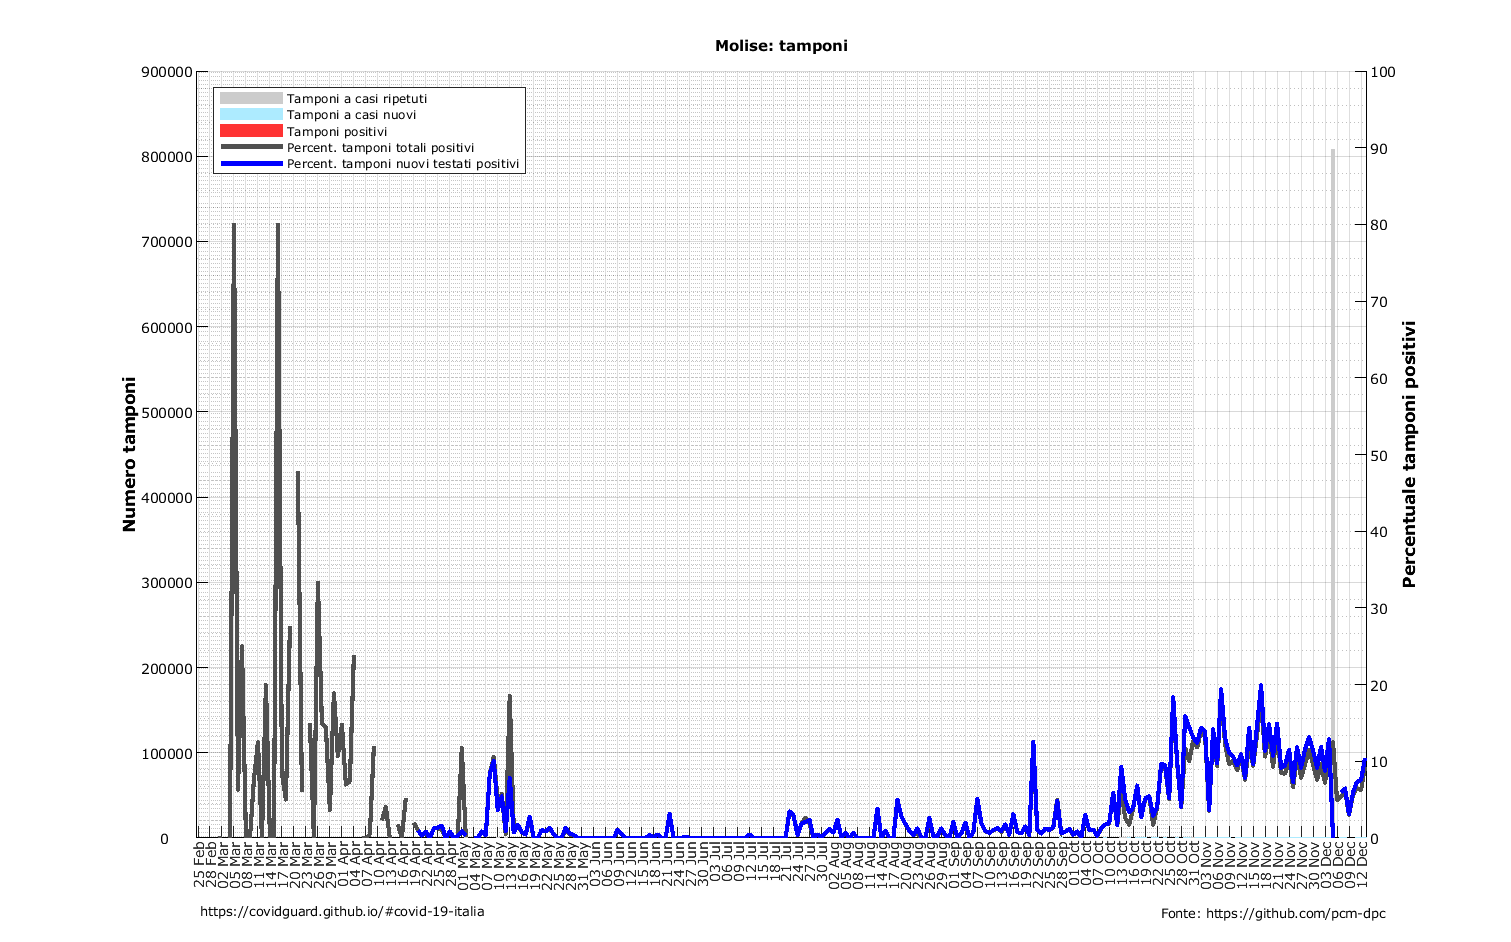 Molise: tamponi
900000
800000
700000
600000
500000
400000
300000
200000
100000
0
Numero tamponi
Tamponi a casi ripetuti
Tamponi a casi nuovi
Tamponi positivi
Percent. tamponi totali positivi
Percent. tamponi nuovi testati positivi
100
90
80
70
60
50
40
30
20
10
0
Percentuale tamponi positivi
25 Feb
28 Feb
02 Mar
05 Mar
08 Mar
11 Mar
14 Mar
17 Mar
20 Mar
23 Mar
26 Mar
29 Mar
01 Apr
04 Apr
07 Apr
10 Apr
13 Apr
16 Apr
19 Apr
22 Apr
25 Apr
28 Apr
01 May
04 May
07 May
10 May
13 May
16 May
19 May
22 May
25 May
28 May
31 May
03 Jun
06 Jun
09 Jun
12 Jun
15 Jun
18 Jun
21 Jun
24 Jun
27 Jun
30 Jun
03 Jul
06 Jul
09 Jul
12 Jul
15 Jul
18 Jul
21 Jul
24 Jul
27 Jul
30 Jul
02 Aug
05 Aug
08 Aug
11 Aug
14 Aug
17 Aug
20 Aug
23 Aug
26 Aug
29 Aug
01 Sep
04 Sep
07 Sep
10 Sep
13 Sep
16 Sep
19 Sep
22 Sep
25 Sep
28 Sep
01 Oct
04 Oct
07 Oct
10 Oct
13 Oct
16 Oct
19 Oct
22 Oct
25 Oct
28 Oct
31 Oct
03 Nov
06 Nov
09 Nov
12 Nov
15 Nov
18 Nov
21 Nov
24 Nov
27 Nov
30 Nov
03 Dec
06 Dec
09 Dec
12 Dec
https://covidguard.github.io/#covid-19-italia
Fonte: https://github.com/pcm-dpc